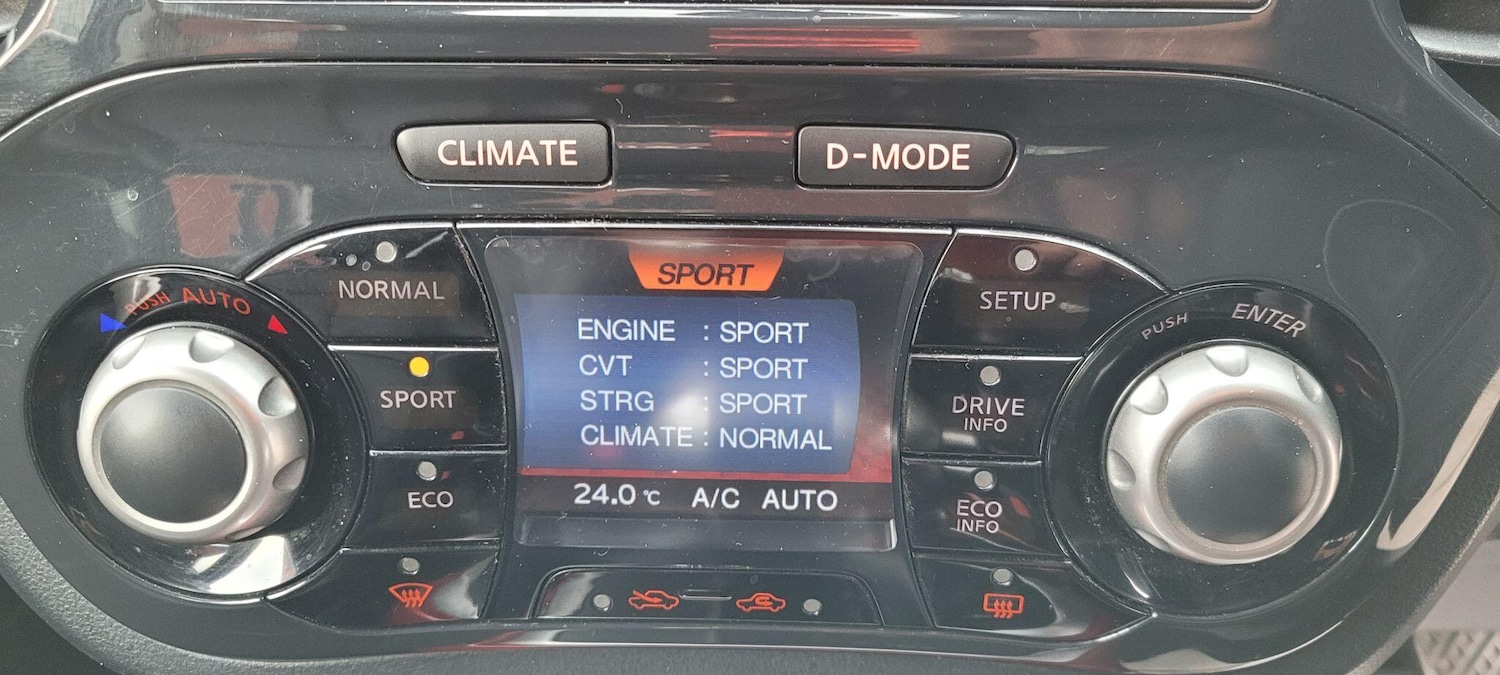 CLIMATE
D-MODE
PUSH AUTO
NORMAL
SPORT
ECO
SPORT
ENGINE : SPORT
CVT : SPORT
STRG : SPORT
CLIMATE : NORMAL
24.0 °C A/C AUTO
SETUP
DRIVE
INFO
ECO
INFO
PUSH ENTER